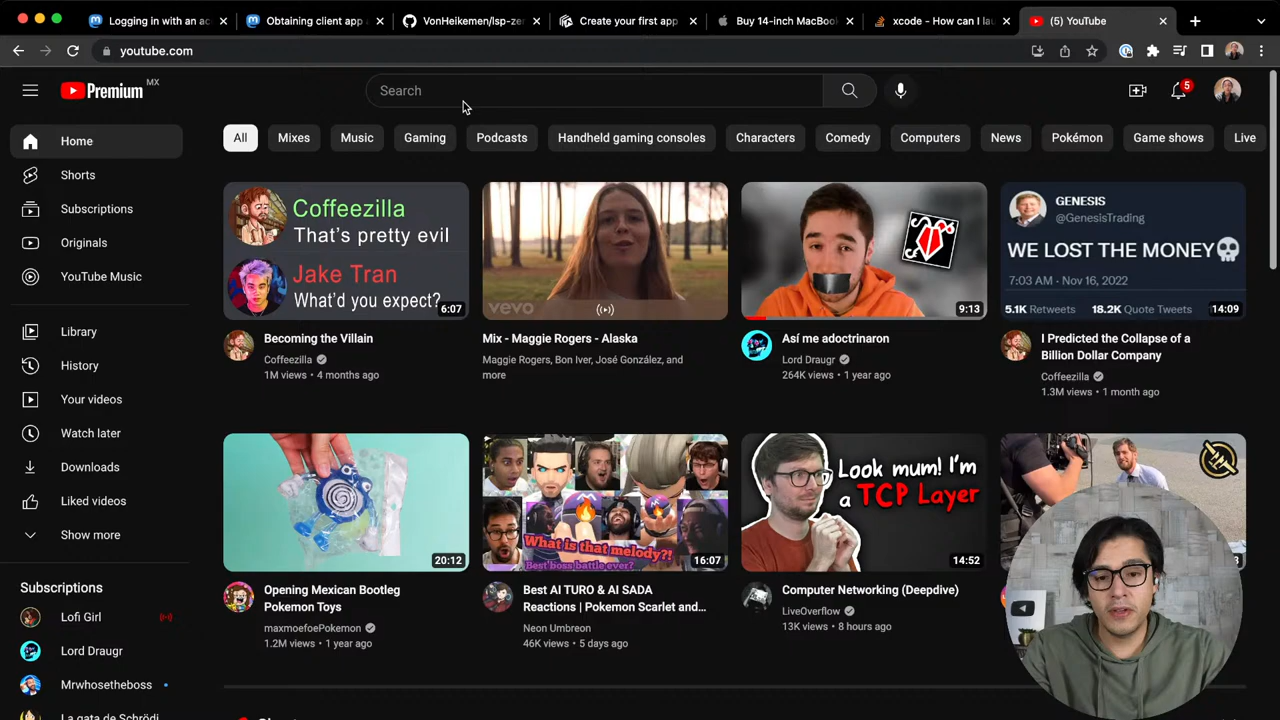 Logging in with an ac
Obtaining client app a
VonHeikemen/lsp-zer
Create your first app
Buy 14-inch MacBook
xcode - How can I lau
(5) YouTube
youtube.com
Premium MX
Search
5
All
Mixes
Music
Gaming
Podcasts
Handheld gaming consoles
Characters
Comedy
Computers
News
Pokémon
Game shows
Live
Home
Shorts
Subscriptions
Originals
YouTube Music
Library
History
Your videos
Watch later
Downloads
Liked videos
Show more
Subscriptions
Lofi Girl
Lord Draugr
Mrwhosetheboss
La gata de Schrödi
Coffeezilla
That's pretty evil
Jake Tran
What'd you expect?
6:07
Becoming the Villain
Coffeezilla
1M views • 4 months ago
vevo
Mix - Maggie Rogers - Alaska
Maggie Rogers, Bon Iver, José González, and
more
9:13
Así me adoctrinaron
Lord Draugr
264K views • 1 year ago
GENESIS
@GenesisTrading
WE LOST THE MONEY
7:03 AM · Nov 16, 2022
5.1K Retweets 18.2K Quote Tweets
14:09
I Predicted the Collapse of a
Billion Dollar Company
Coffeezilla
1.3M views • 1 month ago
20:12
Opening Mexican Bootleg
Pokemon Toys
maxmoefoePokemon
1.2M views • 1 year ago
What is that melody?!
Best boss battle ever?
16:07
Best AI TURO & AI SADA
Reactions | Pokemon Scarlet and...
Neon Umbreon
46K views • 5 days ago
Look mum! I'm
a TCP Layer
14:52
Computer Networking (Deepdive)
LiveOverflow
13K views • 8 hours ago